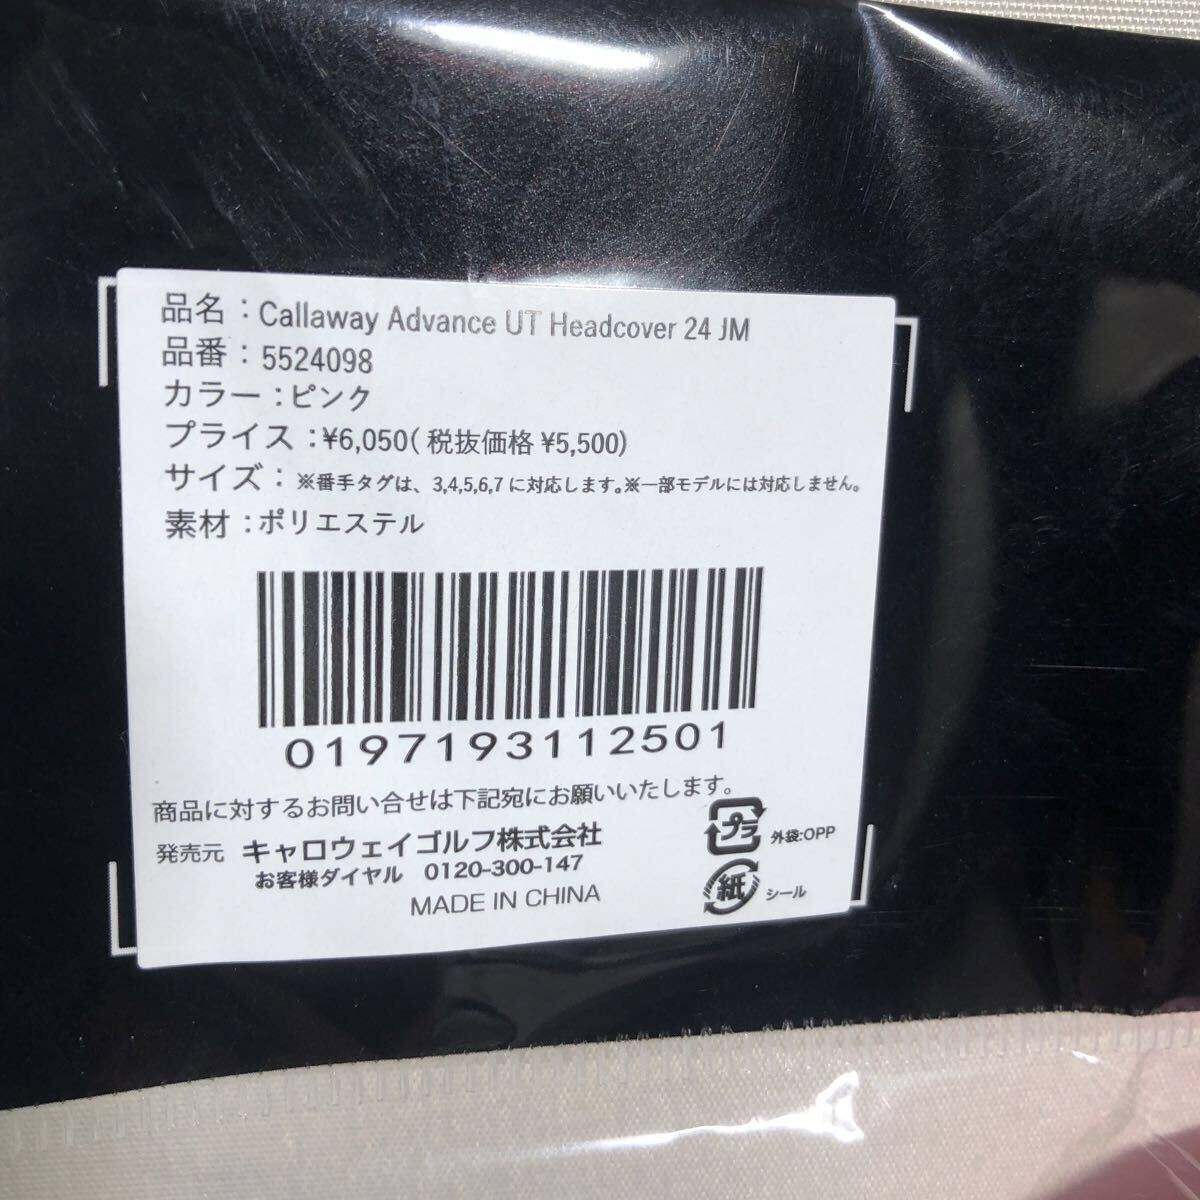 品名：Callaway Advance UT Headcover 24 JM
品番：5524098
カラー：ピンク
プライス：¥6,050(税抜価格 ¥5,500)
サイズ：※番手タグは、3,4,5,6,7 に対応します。※一部モデルには対応しません。
素材：ポリエステル
0197193112501
商品に対するお問い合せは下記宛にお願いいたします。
発売元 キャロウェイゴルフ株式会社
お客様ダイヤル 0120-300-147
MADE IN CHINA
プラ 外袋:OPP
紙 シール